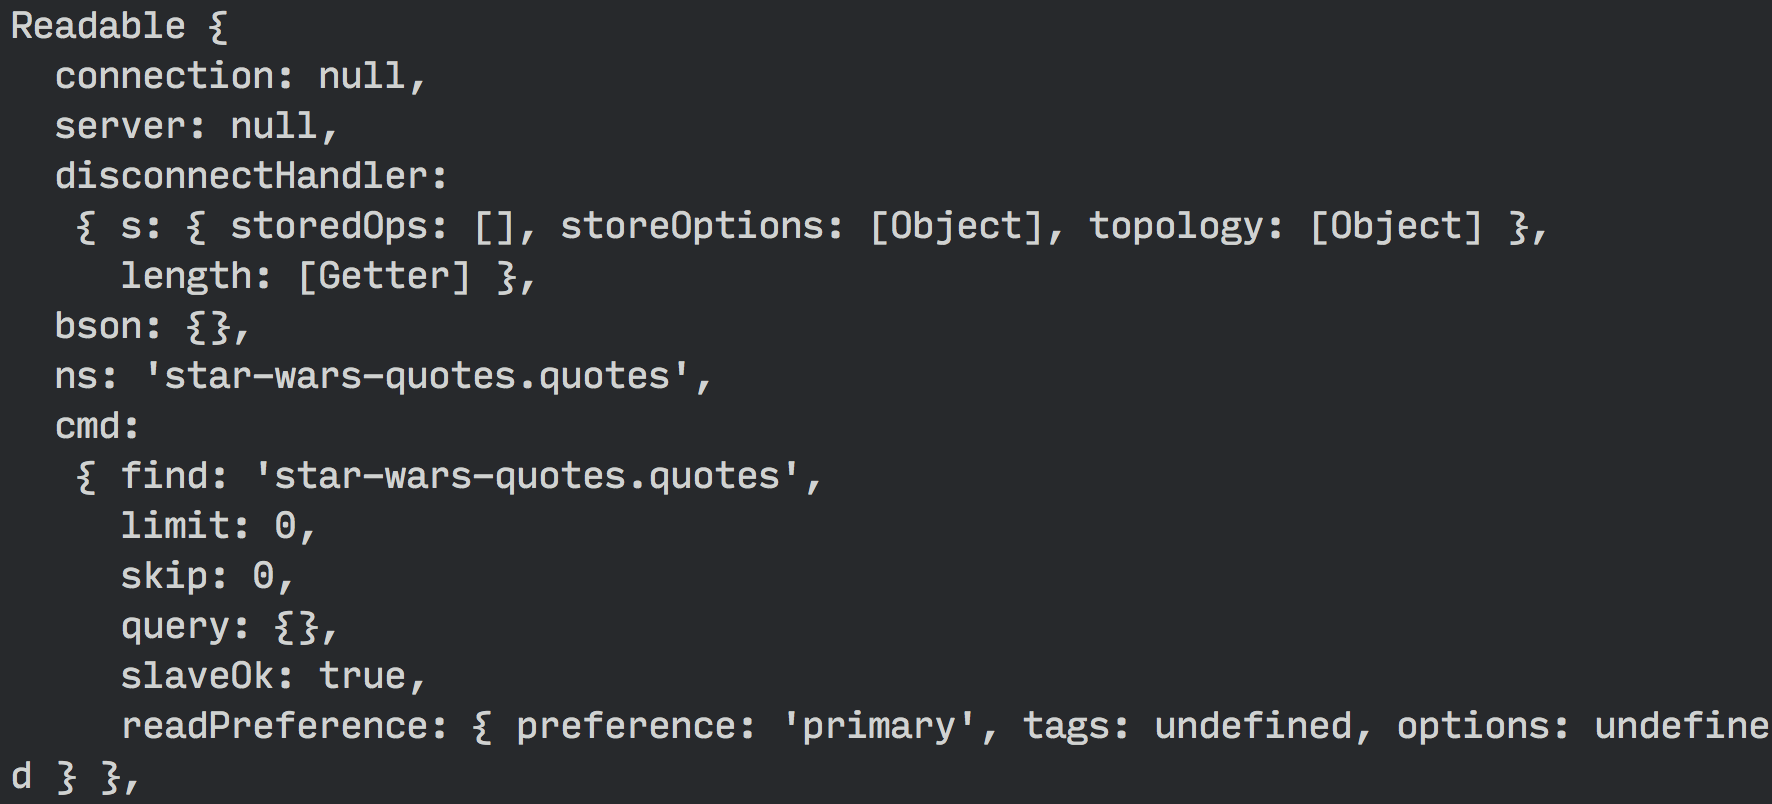 Readable {
  connection: null,
  server: null,
  disconnectHandler:
   { s: { storedOps: [], storeOptions: [Object], topology: [Object] },
     length: [Getter] },
  bson: {},
  ns: 'star-wars-quotes.quotes',
  cmd:
   { find: 'star-wars-quotes.quotes',
     limit: 0,
     skip: 0,
     query: {},
     slaveOk: true,
     readPreference: { preference: 'primary', tags: undefined, options: undefine
d } },